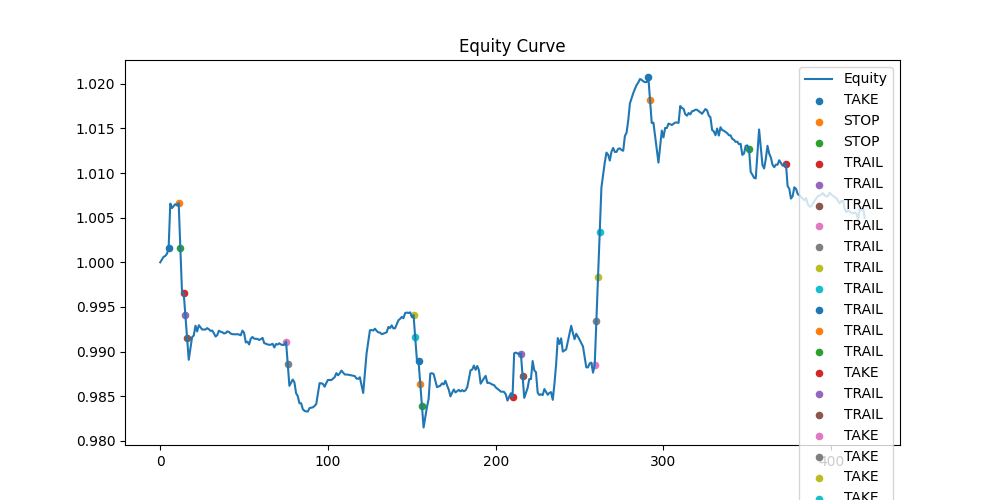 Equity Curve
1.020
1.015
1.010
1.005
1.000
0.995
0.990
0.985
0.980
0
100
200
300
400
Equity
TAKE
STOP
STOP
TRAIL
TRAIL
TRAIL
TRAIL
TRAIL
TRAIL
TRAIL
TRAIL
TRAIL
TRAIL
TAKE
TRAIL
TRAIL
TAKE
TAKE
TAKE
TAKE